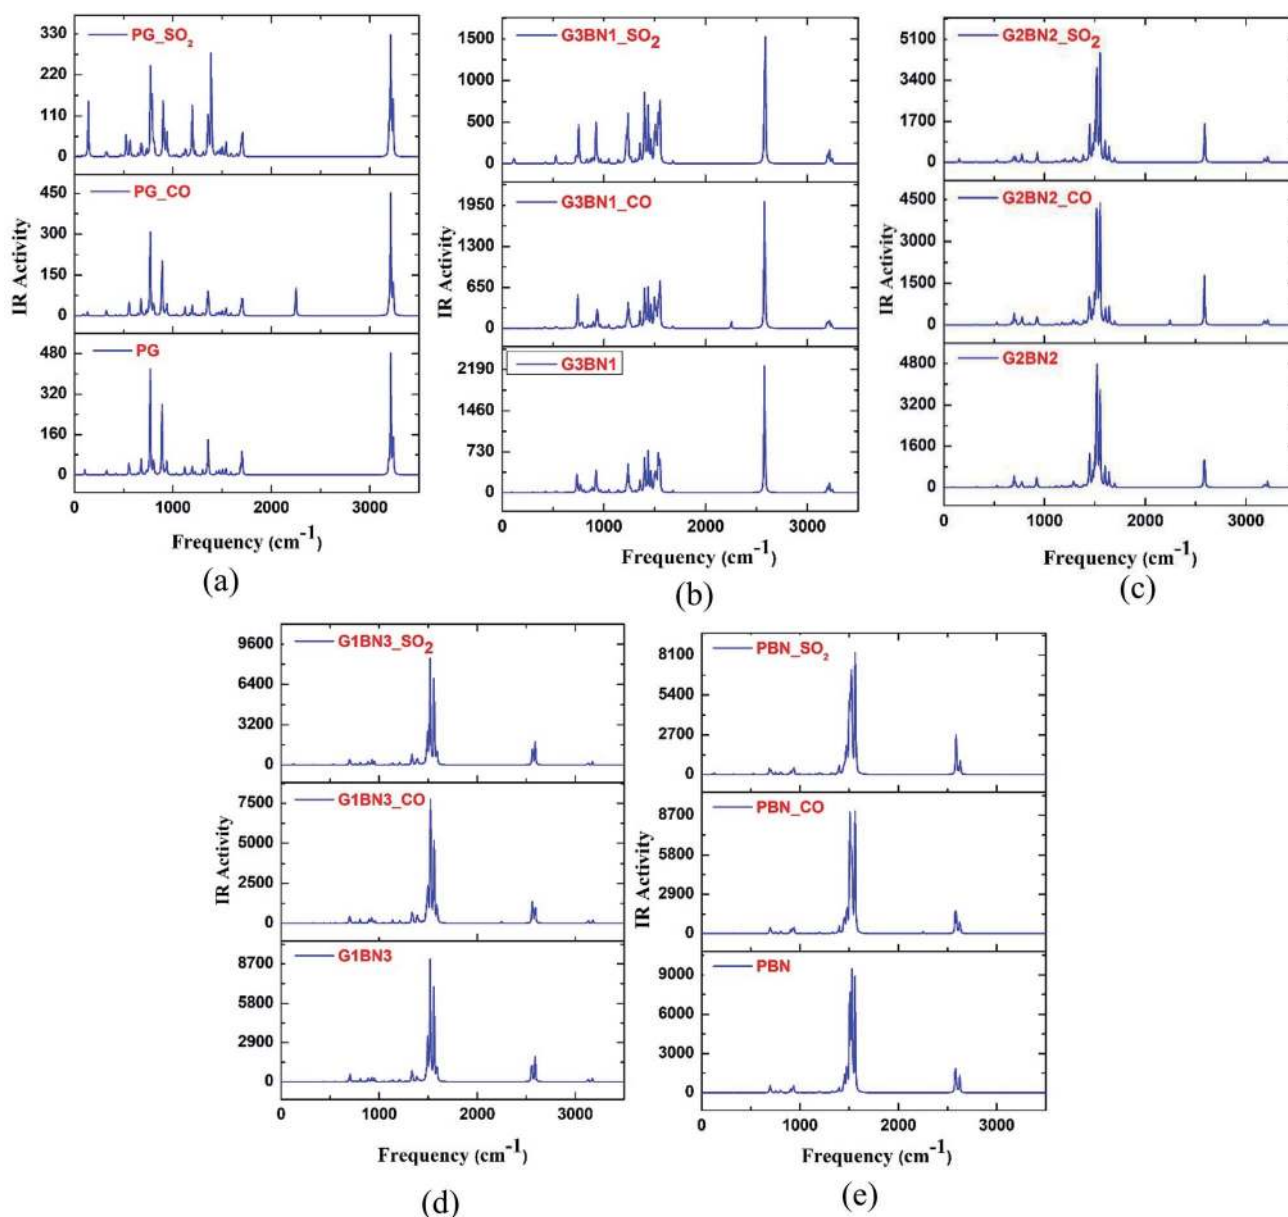 PG_SO2
330
220
110
0
PG_CO
450
300
150
0
PG
480
320
160
0
0 1000 2000 3000
IR Activity
Frequency (cm-1)
(a)
G3BN1_SO2
1500
1000
500
0
G3BN1_CO
1950
1300
650
0
G3BN1
2190
1460
730
0
0 1000 2000 3000
IR Activity
Frequency (cm-1)
(b)
G2BN2_SO2
5100
3400
1700
0
G2BN2_CO
4500
3000
1500
0
G2BN2
4800
3200
1600
0
0 1000 2000 3000
IR Activity
Frequency (cm-1)
(c)
G1BN3_SO2
9600
6400
3200
0
G1BN3_CO
7500
5000
2500
0
G1BN3
8700
5800
2900
0
0 1000 2000 3000
IR Activity
Frequency (cm-1)
(d)
PBN_SO2
8100
5400
2700
0
PBN_CO
8700
5800
2900
0
PBN
9000
6000
3000
0
0 1000 2000 3000
IR Activity
Frequency (cm-1)
(e)